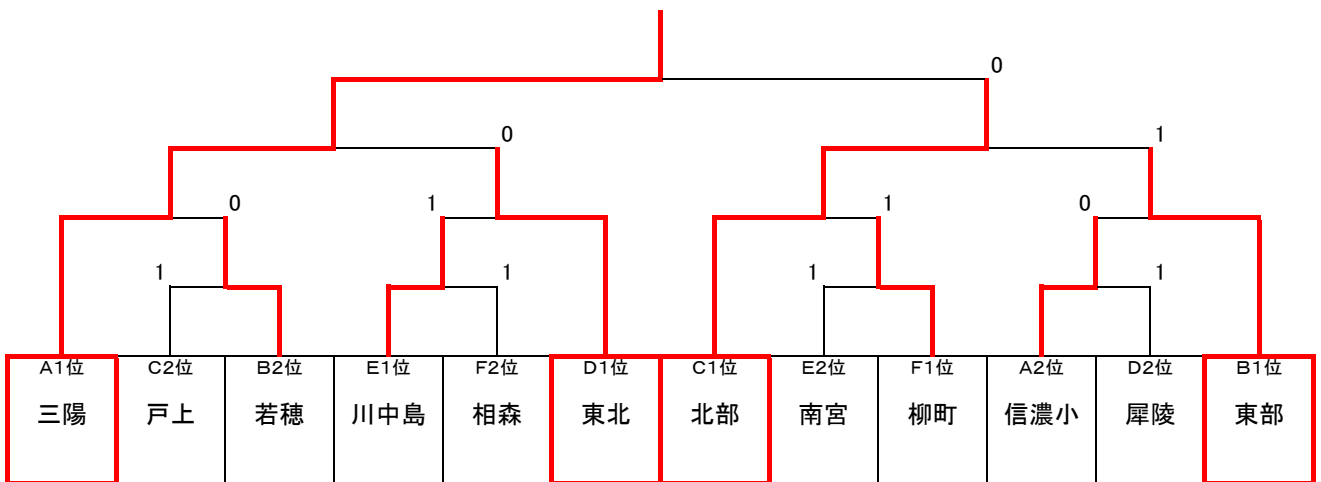 0
0 1
0 1 1 0
1 1 1 1
A1位 C2位 B2位 E1位 F2位 D1位 C1位 E2位 F1位 A2位 D2位 B1位
三陽 戸上 若穂 川中島 相森 東北 北部 南宮 柳町 信濃小 犀陵 東部